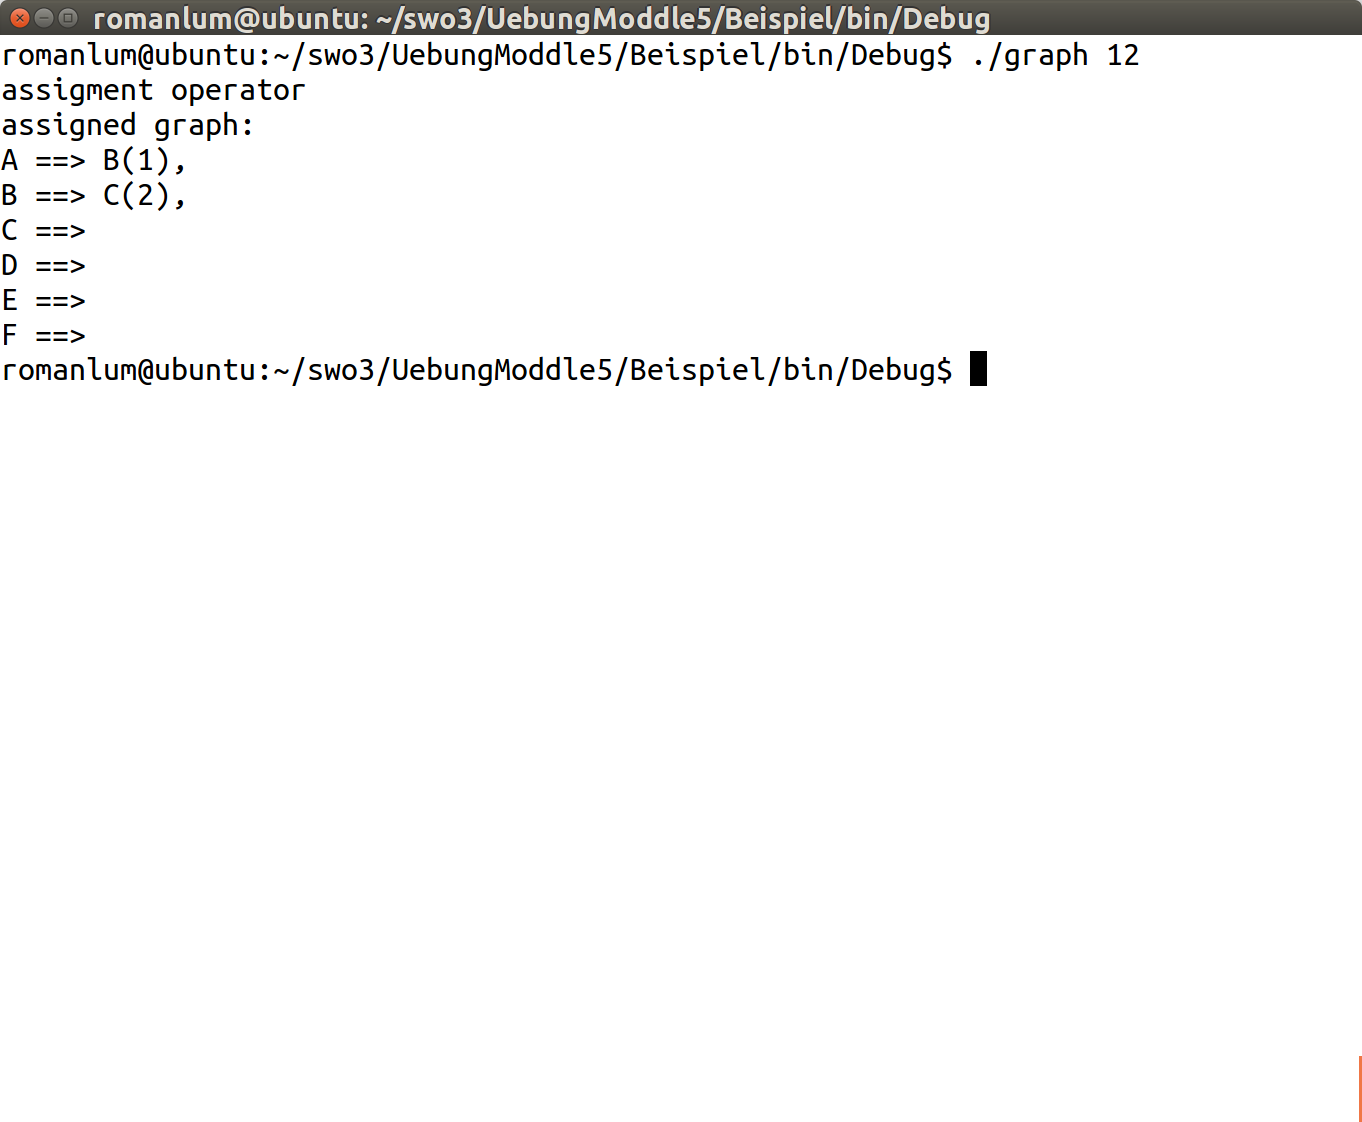 romanlum@ubuntu: ~/swo3/UebungModdle5/Beispiel/bin/Debug
romanlum@ubuntu:~/swo3/UebungModdle5/Beispiel/bin/Debug$ ./graph 12
assigment operator
assigned graph:
A ==> B(1),
B ==> C(2),
C ==>
D ==>
E ==>
F ==>
romanlum@ubuntu:~/swo3/UebungModdle5/Beispiel/bin/Debug$